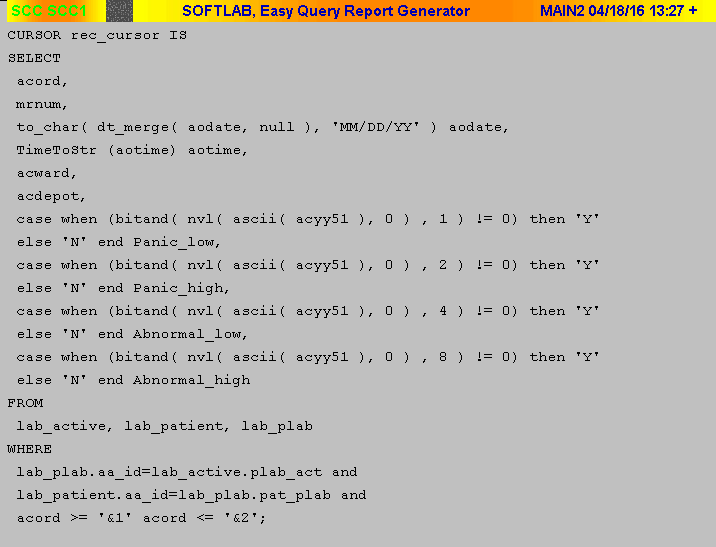 SCC SCC1 SOFTLAB, Easy Query Report Generator MAIN2 04/18/16 13:27 +
CURSOR rec_cursor IS
SELECT
acord,
mrnum,
to_char( dt_merge( aodate, null ), 'MM/DD/YY' ) aodate,
TimeToStr (aotime) aotime,
acward,
acdepot,
case when (bitand( nvl( ascii( acyy51 ), 0 ) , 1 ) != 0) then 'Y'
else 'N' end Panic_low,
case when (bitand( nvl( ascii( acyy51 ), 0 ) , 2 ) != 0) then 'Y'
else 'N' end Panic_high,
case when (bitand( nvl( ascii( acyy51 ), 0 ) , 4 ) != 0) then 'Y'
else 'N' end Abnormal_low,
case when (bitand( nvl( ascii( acyy51 ), 0 ) , 8 ) != 0) then 'Y'
else 'N' end Abnormal_high
FROM
lab_active, lab_patient, lab_plab
WHERE
lab_plab.aa_id=lab_active.plab_act and
lab_patient.aa_id=lab_plab.pat_plab and
acord >= '&1' acord <= '&2';